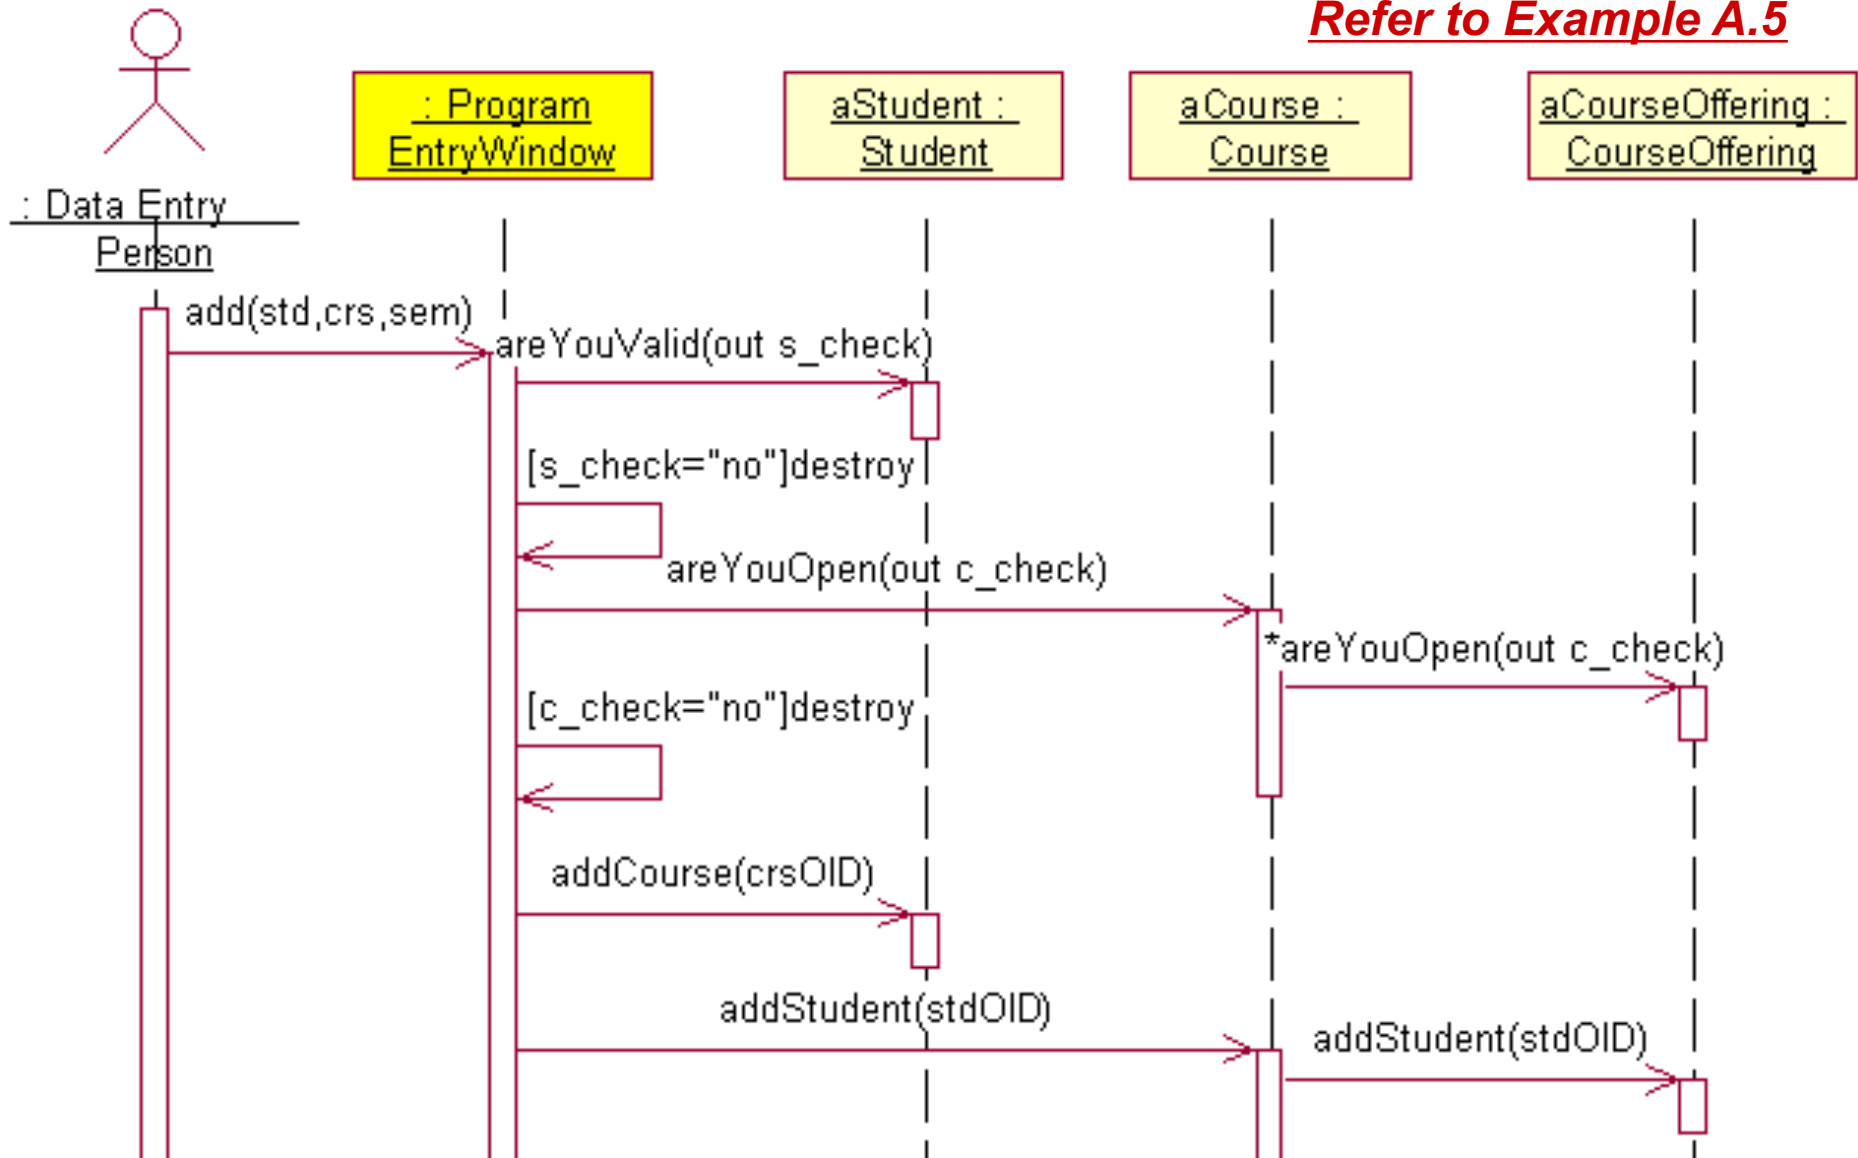 Refer to Example A.5
: Program
EntryWindow
aStudent :
Student
aCourse :
Course
aCourseOffering :
CourseOffering
: Data Entry
Person
add(std,crs,sem)
areYouValid(out s_check)
[s_check="no"]destroy
areYouOpen(out c_check)
*areYouOpen(out c_check)
[c_check="no"]destroy
addCourse(crsOID)
addStudent(stdOID)
addStudent(stdOID)